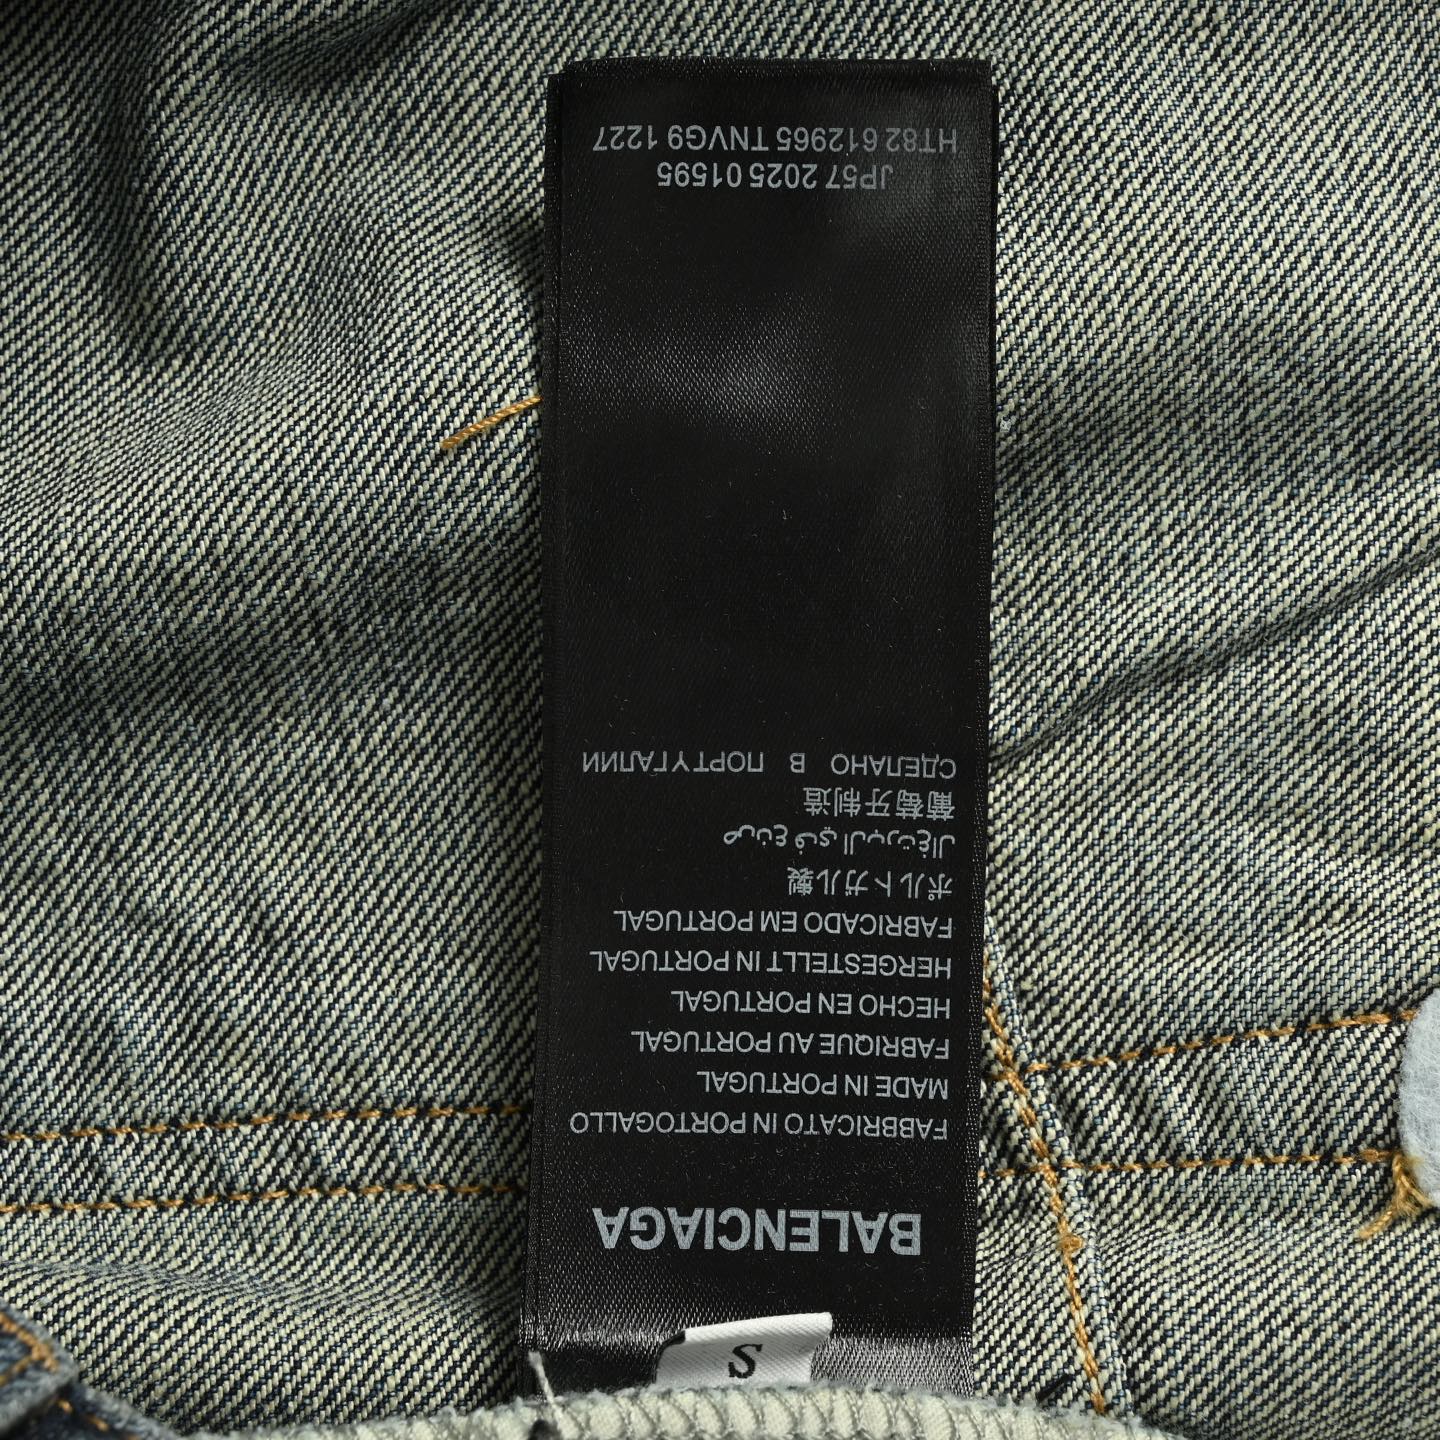 S
BALENCIAGA
FABBRICATO IN PORTOGALLO
MADE IN PORTUGAL
FABRIQUE AU PORTUGAL
HECHO EN PORTUGAL
HERGESTELLT IN PORTUGAL
FABRICADO EM PORTUGAL
ポルトガル製
صنع في البرتغال
葡萄牙制造
СДЕЛАНО В ПОРТУГАЛИИ
JP57 2025 01595
HT82 612965 TNVG9 1227